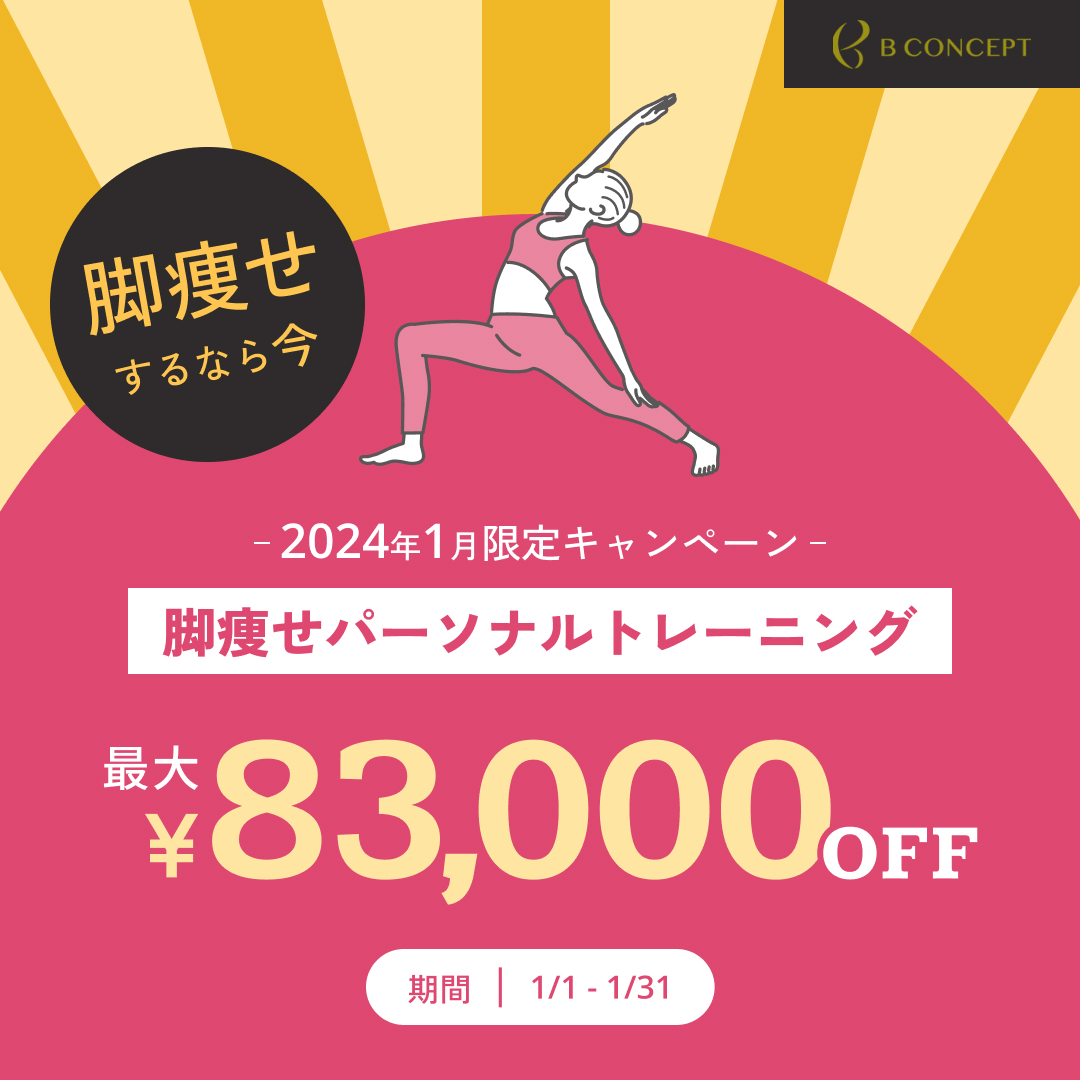 B CONCEPT
脚痩せ
するなら今
- 2024年1月限定キャンペーン -
脚痩せパーソナルトレーニング
最大
¥83,000OFF
期間 | 1/1 - 1/31